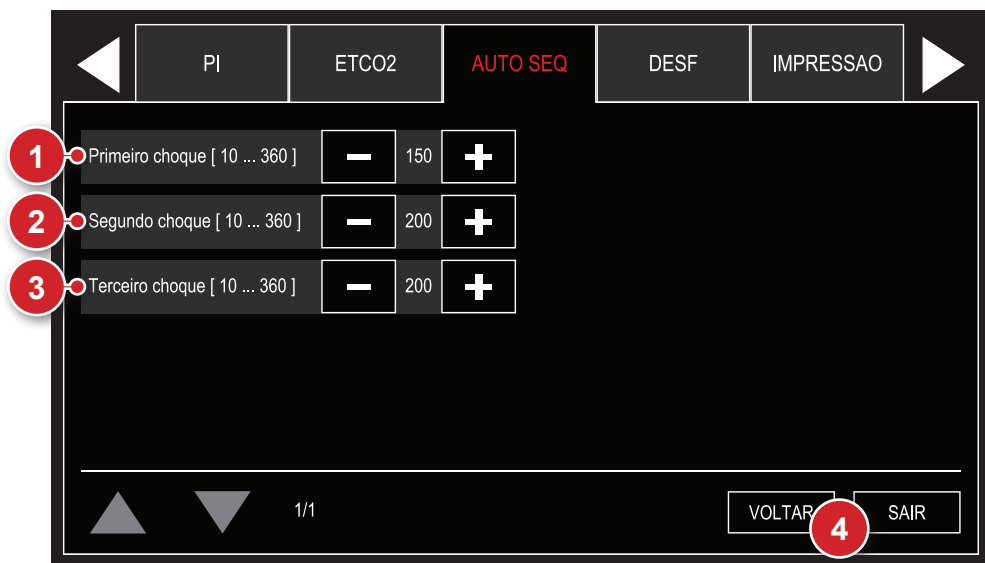 PI ETCO2 AUTO SEQ DESF IMPRESSAO
1 Primeiro choque [ 10 ... 360 ] − 150 +
2 Segundo choque [ 10 ... 360 ] − 200 +
3 Terceiro choque [ 10 ... 360 ] − 200 +
1/1 VOLTAR 4 SAIR